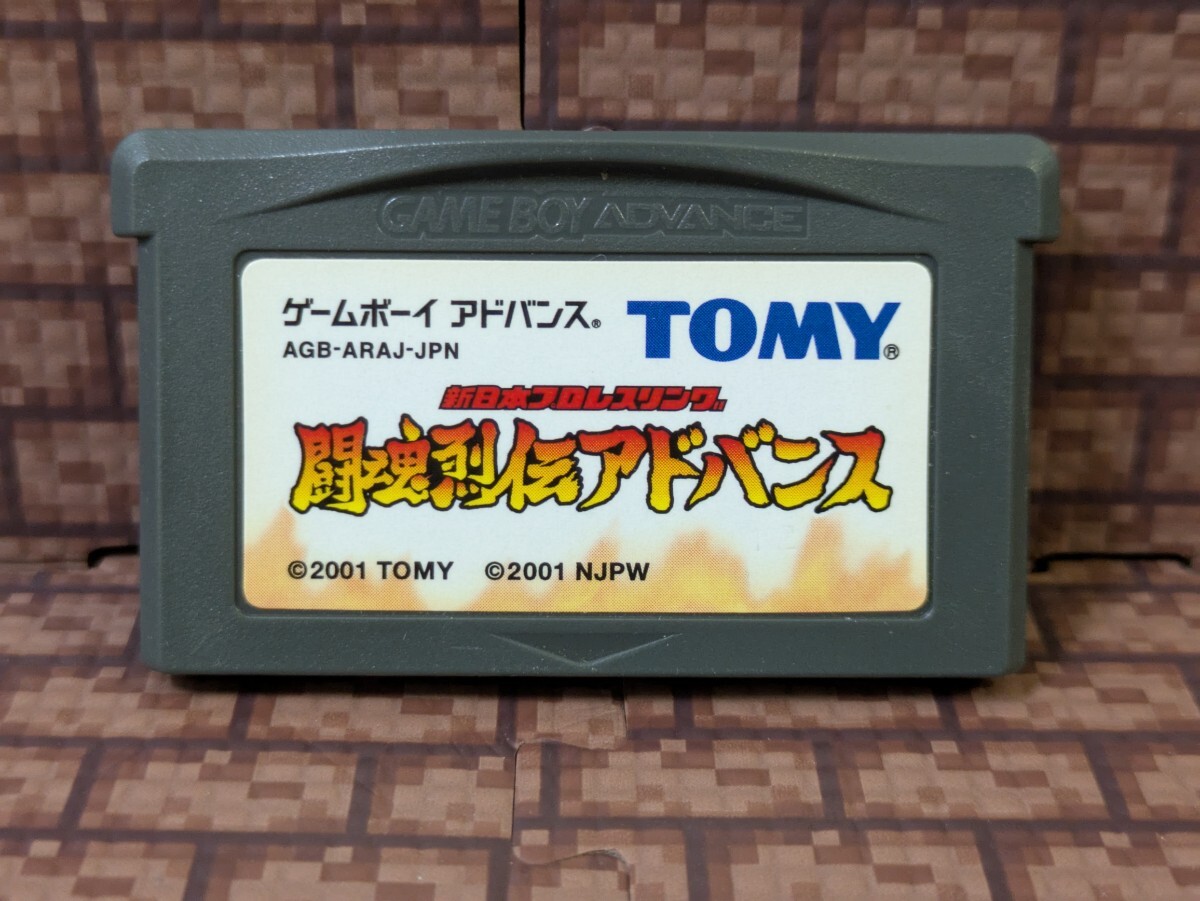 GAME BOY ADVANCE
ゲームボーイ アドバンス®
TOMY®
AGB-ARAJ-JPN
新日本プロレスリング
闘魂烈伝アドバンス
©2001 TOMY ©2001 NJPW